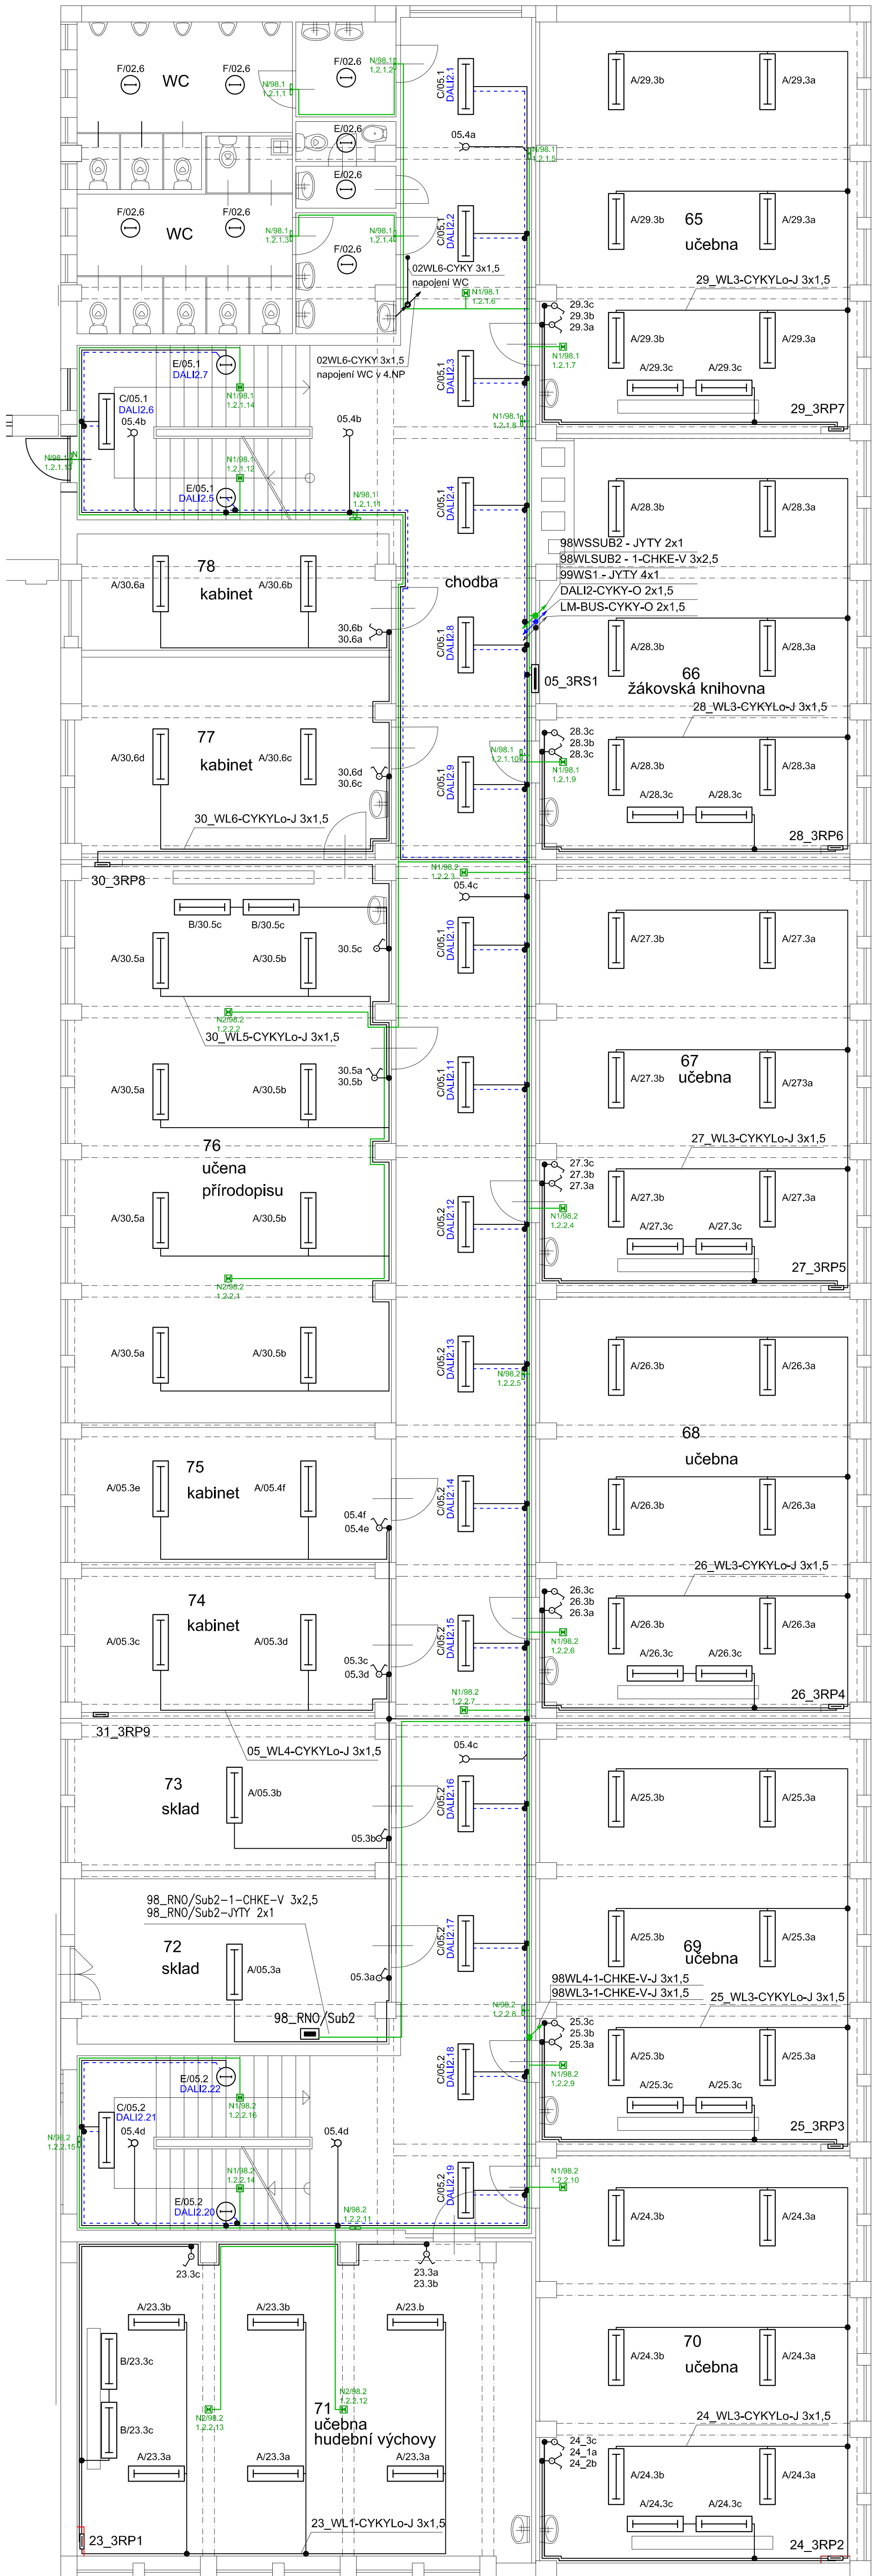 F/02.6
F/02.6
WC
N/98.1
1.2.1.1
F/02.6
N/98.1
1.2.1.2
C/05.1
DALI2.1
A/29.3b
A/29.3a
E/02.6
05.4a
N/98.1
1.2.1.5
E/02.6
F/02.6
F/02.6
WC
N/98.1
1.2.1.3
F/02.6
N/98.1
1.2.1.4
C/05.1
DALI2.2
A/29.3b
65
učebna
A/29.3a
02WL6-CYKY 3x1,5
napojení WC
N1/98.1
1.2.1.6
29_WL3-CYKYLo-J 3x1,5
29.3c
29.3b
29.3a
A/29.3b
A/29.3a
N1/98.1
1.2.1.7
E/05.1
DALI2.7
02WL6-CYKY 3x1,5
napojení WC v 4.NP
C/05.1
DALI2.3
A/29.3c
A/29.3c
29_3RP7
C/05.1
DALI2.6
05.4b
N1/98.1
1.2.1.14
05.4b
N1/98.1
1.2.1.8
N/98.1
N1/98.1
1.2.1.12
E/05.1
DALI2.5
N/98.1
1.2.1.11
C/05.1
DALI2.4
A/28.3b
A/28.3a
98WSSUB2 - JYTY 2x1
98WLSUB2 - 1-CHKE-V 3x2,5
99WS1 - JYTY 4x1
DALI2-CYKY-O 2x1,5
LM-BUS-CYKY-O 2x1,5
78
kabinet
A/30.6a
A/30.6b
chodba
30.6b
30.6a
C/05.1
DALI2.8
05_3RS1
A/28.3b
66
žákovská knihovna
A/28.3a
28_WL3-CYKYLo-J 3x1,5
77
kabinet
A/30.6d
A/30.6c
30.6d
30.6c
C/05.1
DALI2.9
N/98.1
1.2.1.10
28.3c
28.3b
28.3c
N1/98.1
1.2.1.9
A/28.3b
A/28.3a
A/28.3c
A/28.3c
28_3RP6
30_WL6-CYKYLo-J 3x1,5
30_3RP8
N1/98.2
1.2.2.3
05.4c
B/30.5c
B/30.5c
A/30.5a
A/30.5b
30.5c
C/05.1
DALI2.10
A/27.3b
A/27.3a
N2/98.2
1.2.2.2
30_WL5-CYKYLo-J 3x1,5
A/30.5a
A/30.5b
30.5a
30.5b
C/05.1
DALI2.11
A/27.3b
67
učebna
A/273a
76
učena
přírodopisu
27_WL3-CYKYLo-J 3x1,5
27.3c
27.3b
27.3a
A/30.5a
A/30.5b
C/05.2
DALI2.12
N1/98.2
1.2.2.4
A/27.3b
A/27.3a
A/27.3c
A/27.3c
27_3RP5
N2/98.2
1.2.2.1
A/30.5a
A/30.5b
C/05.2
DALI2.13
N/98.2
1.2.2.5
A/26.3b
A/26.3a
68
učebna
75
kabinet
A/05.3e
A/05.4f
05.4f
05.4e
C/05.2
DALI2.14
A/26.3b
A/26.3a
26_WL3-CYKYLo-J 3x1,5
26.3c
26.3b
26.3a
74
kabinet
A/05.3c
A/05.3d
05.3c
05.3d
C/05.2
DALI2.15
N1/98.2
1.2.2.6
A/26.3b
A/26.3a
A/26.3c
A/26.3c
26_3RP4
N1/98.2
1.2.2.7
31_3RP9
05_WL4-CYKYLo-J 3x1,5
05.4c
73
sklad
A/05.3b
05.3b
C/05.2
DALI2.16
A/25.3b
A/25.3a
98_RNO/Sub2-1-CHKE-V 3x2,5
98_RNO/Sub2-JYTY 2x1
72
sklad
A/05.3a
05.3a
C/05.2
DALI2.17
A/25.3b
69
učebna
A/25.3a
98WL4-1-CHKE-V-J 3x1,5
98WL3-1-CHKE-V-J 3x1,5
25_WL3-CYKYLo-J 3x1,5
98_RNO/Sub2
N/98.2
1.2.2.8
25.3c
25.3b
25.3a
E/05.2
DALI2.22
C/05.2
DALI2.18
N1/98.2
1.2.2.9
A/25.3b
A/25.3a
A/25.3c
A/25.3c
25_3RP3
C/05.2
DALI2.21
05.4d
N1/98.2
1.2.2.16
05.4d
N/98.2
1.2.2.15
N1/98.2
1.2.2.14
E/05.2
DALI2.20
N/98.2
1.2.2.11
C/05.2
DALI2.19
N1/98.2
1.2.2.10
A/24.3b
A/24.3a
23.3c
23.3a
23.3b
A/23.3b
A/23.3b
A/23.b
B/23.3c
A/24.3b
70
učebna
A/24.3a
N2/98.2
1.2.2.13
N2/98.2
1.2.2.12
71
učebna
hudební výchovy
B/23.3c
24_WL3-CYKYLo-J 3x1,5
24_3c
24_1a
24_2b
A/23.3a
A/23.3a
A/23.3a
A/24.3b
A/24.3a
A/24.3c
A/24.3c
23_WL1-CYKYLo-J 3x1,5
23_3RP1
24_3RP2